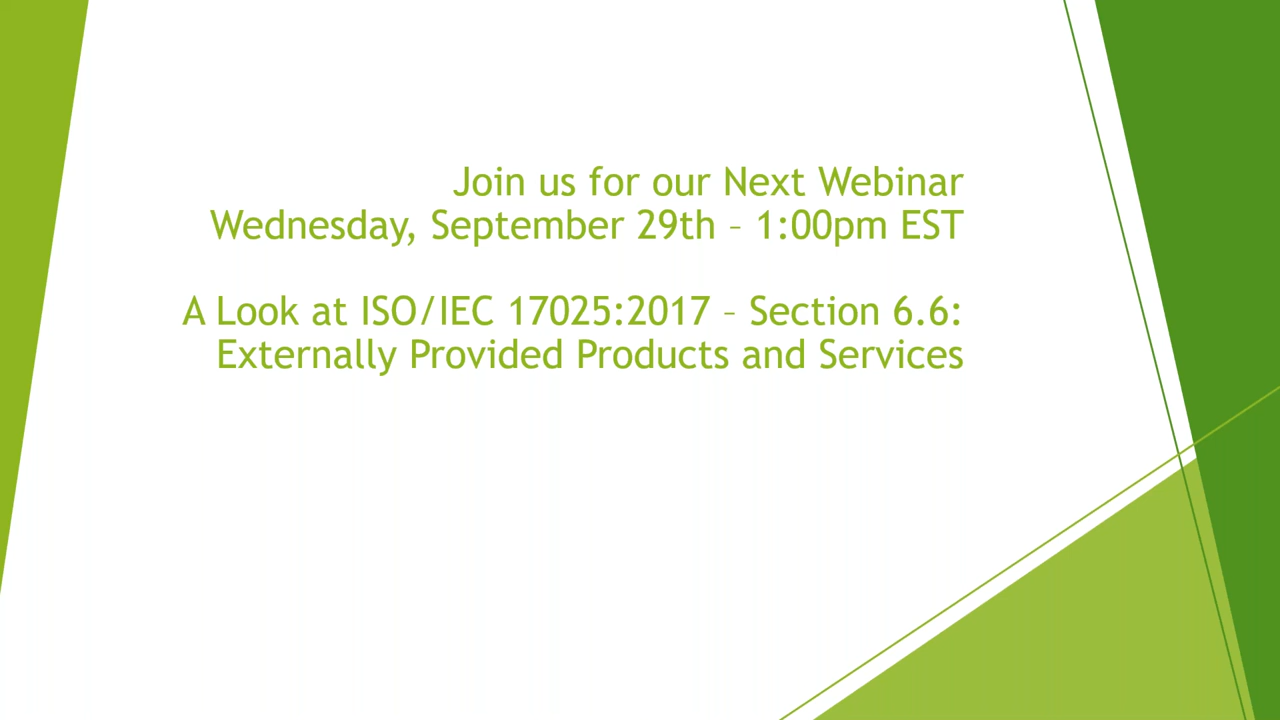 Join us for our Next Webinar
Wednesday, September 29th – 1:00pm EST
A Look at ISO/IEC 17025:2017 – Section 6.6:
Externally Provided Products and Services